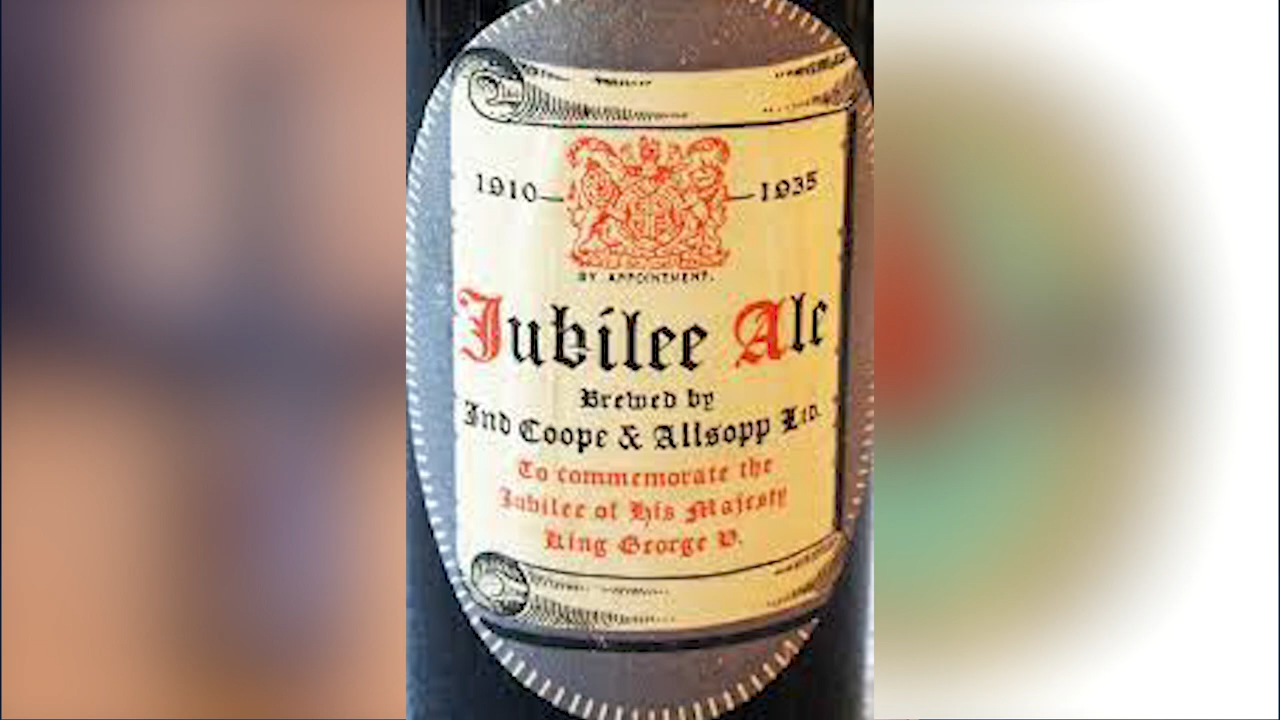 1910 — 1935
BY APPOINTMENT.
Jubilee Ale
Brewed by
Ind Coope & Allsopp Ltd.
To commemorate the
Jubilee of His Majesty
King George V.